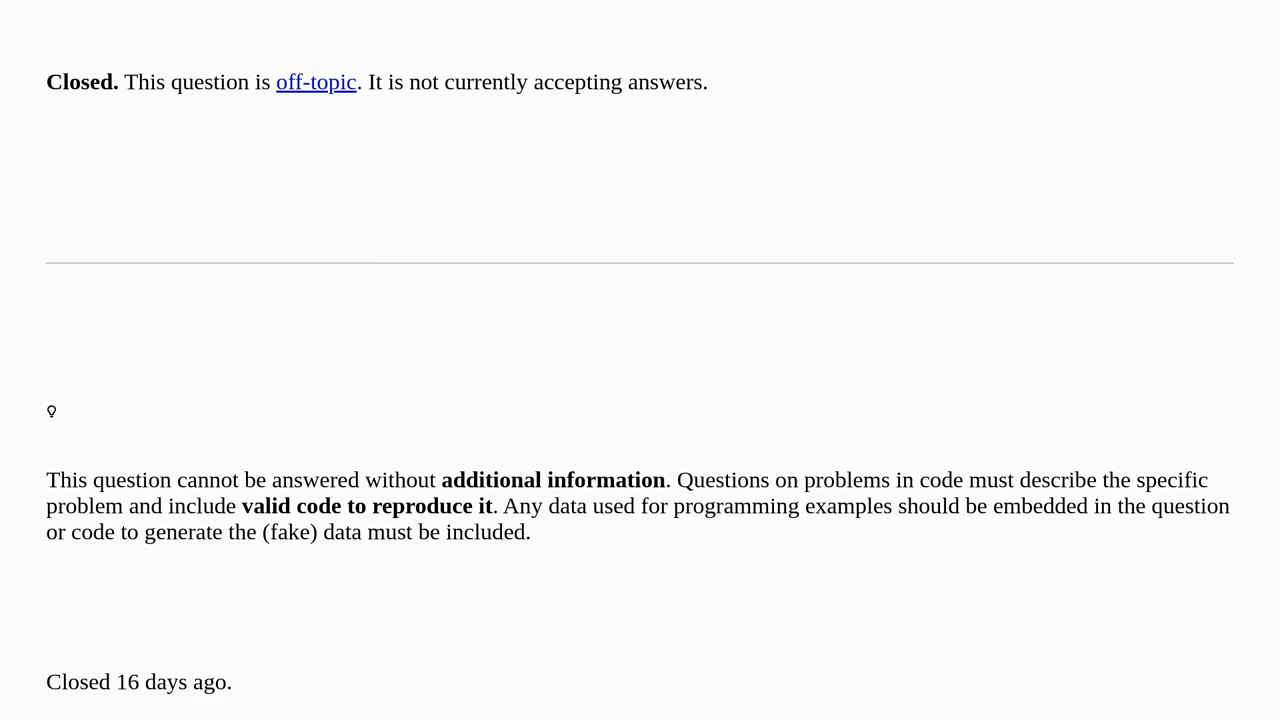 Closed. This question is off-topic. It is not currently accepting answers.
This question cannot be answered without additional information. Questions on problems in code must describe the specific
problem and include valid code to reproduce it. Any data used for programming examples should be embedded in the question
or code to generate the (fake) data must be included.
Closed 16 days ago.